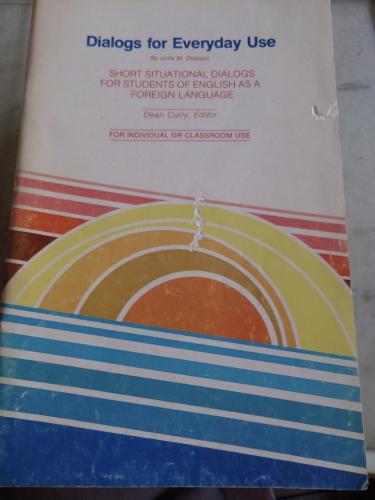 Dialogs for Everyday Use
By Julia M. Dobson
SHORT SITUATIONAL DIALOGS
FOR STUDENTS OF ENGLISH AS A
FOREIGN LANGUAGE
Dean Curry, Editor
FOR INDIVIDUAL OR CLASSROOM USE